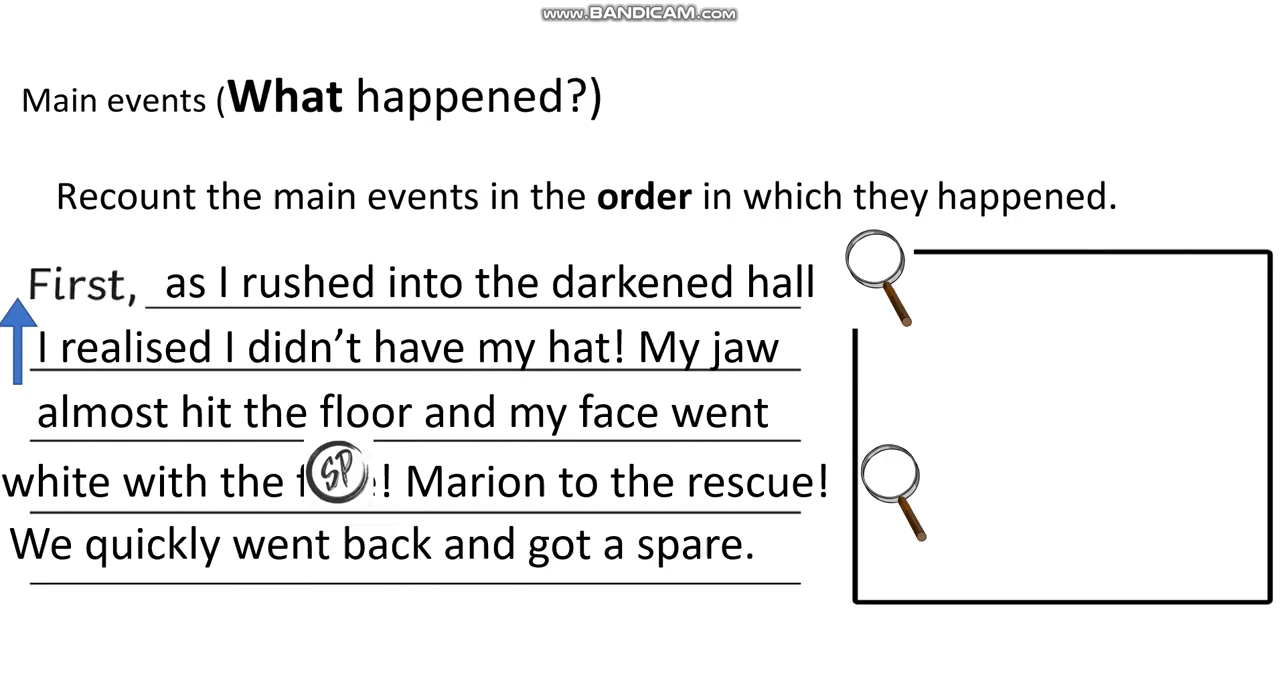 www.BANDICAM.com
Main events (What happened?)
Recount the main events in the order in which they happened.
First, as I rushed into the darkened hall
I realised I didn’t have my hat! My jaw
almost hit the floor and my face went
white with the ! Marion to the rescue!
SP
We quickly went back and got a spare.